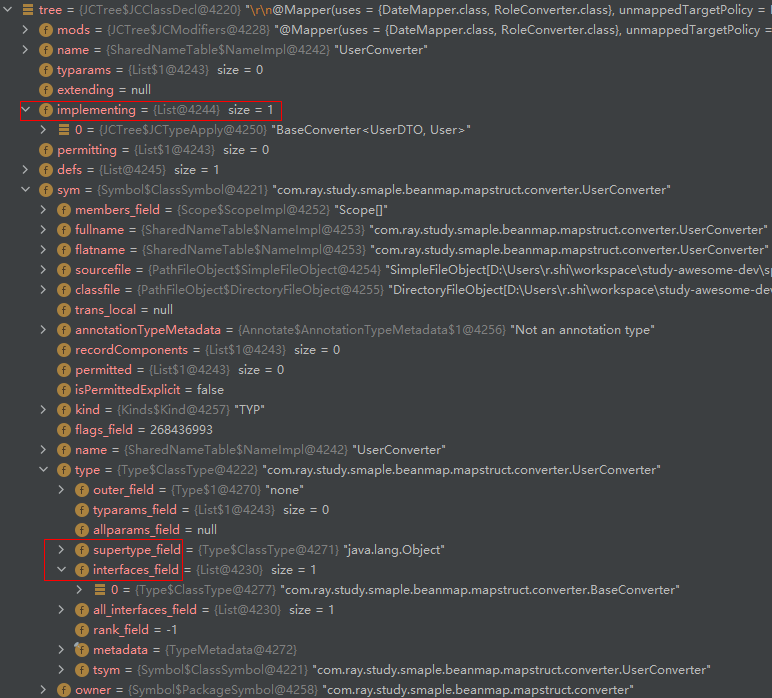 tree = {JCTree$JCClassDecl@4220} "\r\n@Mapper(uses = {DateMapper.class, RoleConverter.class}, unmappedTargetPolicy =
mods = {JCTree$JCModifiers@4228} "@Mapper(uses = {DateMapper.class, RoleConverter.class}, unmappedTargetPolicy =
name = {SharedNameTable$NameImpl@4242} "UserConverter"
typarams = {List$1@4243} size = 0
extending = null
implementing = {List@4244} size = 1
0 = {JCTree$JCTypeApply@4250} "BaseConverter<UserDTO, User>"
permitting = {List$1@4243} size = 0
defs = {List@4245} size = 1
sym = {Symbol$ClassSymbol@4221} "com.ray.study.smaple.beanmap.mapstruct.converter.UserConverter"
members_field = {Scope$ScopeImpl@4252} "Scope[]"
fullname = {SharedNameTable$NameImpl@4253} "com.ray.study.smaple.beanmap.mapstruct.converter.UserConverter"
flatname = {SharedNameTable$NameImpl@4253} "com.ray.study.smaple.beanmap.mapstruct.converter.UserConverter"
sourcefile = {PathFileObject$SimpleFileObject@4254} "SimpleFileObject[D:\Users\r.shi\workspace\study-awesome-dev\sp
classfile = {PathFileObject$DirectoryFileObject@4255} "DirectoryFileObject[D:\Users\r.shi\workspace\study-awesome-dev
trans_local = null
annotationTypeMetadata = {Annotate$AnnotationTypeMetadata$1@4256} "Not an annotation type"
recordComponents = {List$1@4243} size = 0
permitted = {List$1@4243} size = 0
isPermittedExplicit = false
kind = {Kinds$Kind@4257} "TYP"
flags_field = 268436993
name = {SharedNameTable$NameImpl@4242} "UserConverter"
type = {Type$ClassType@4222} "com.ray.study.smaple.beanmap.mapstruct.converter.UserConverter"
outer_field = {Type$1@4270} "none"
typarams_field = {List$1@4243} size = 0
allparams_field = null
supertype_field = {Type$ClassType@4271} "java.lang.Object"
interfaces_field = {List@4230} size = 1
0 = {Type$ClassType@4277} "com.ray.study.smaple.beanmap.mapstruct.converter.BaseConverter"
all_interfaces_field = {List@4230} size = 1
rank_field = -1
metadata = {TypeMetadata@4272}
tsym = {Symbol$ClassSymbol@4221} "com.ray.study.smaple.beanmap.mapstruct.converter.UserConverter"
owner = {Symbol$PackageSymbol@4258} "com.ray.study.smaple.beanmap.mapstruct.converter"